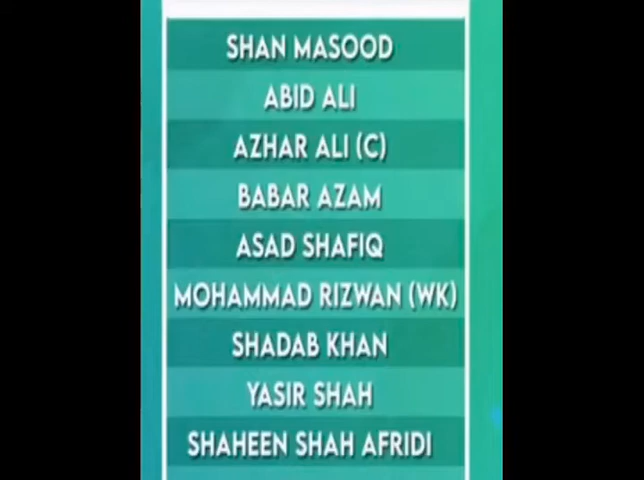 SHAN MASOOD
ABID ALI
AZHAR ALI (C)
BABAR AZAM
ASAD SHAFIQ
MOHAMMAD RIZWAN (WK)
SHADAB KHAN
YASIR SHAH
SHAHEEN SHAH AFRIDI